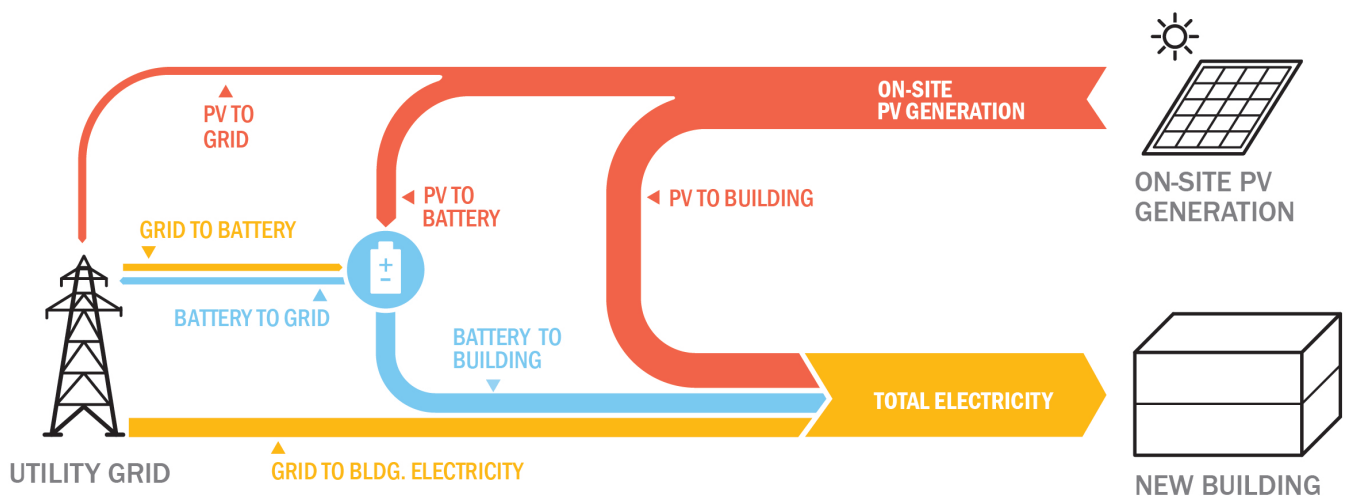 ON-SITE
PV GENERATION
PV TO
GRID
PV TO
BATTERY
PV TO BUILDING
ON-SITE PV
GENERATION
GRID TO BATTERY
+
-
BATTERY TO GRID
BATTERY TO
BUILDING
TOTAL ELECTRICITY
UTILITY GRID
GRID TO BLDG. ELECTRICITY
NEW BUILDING